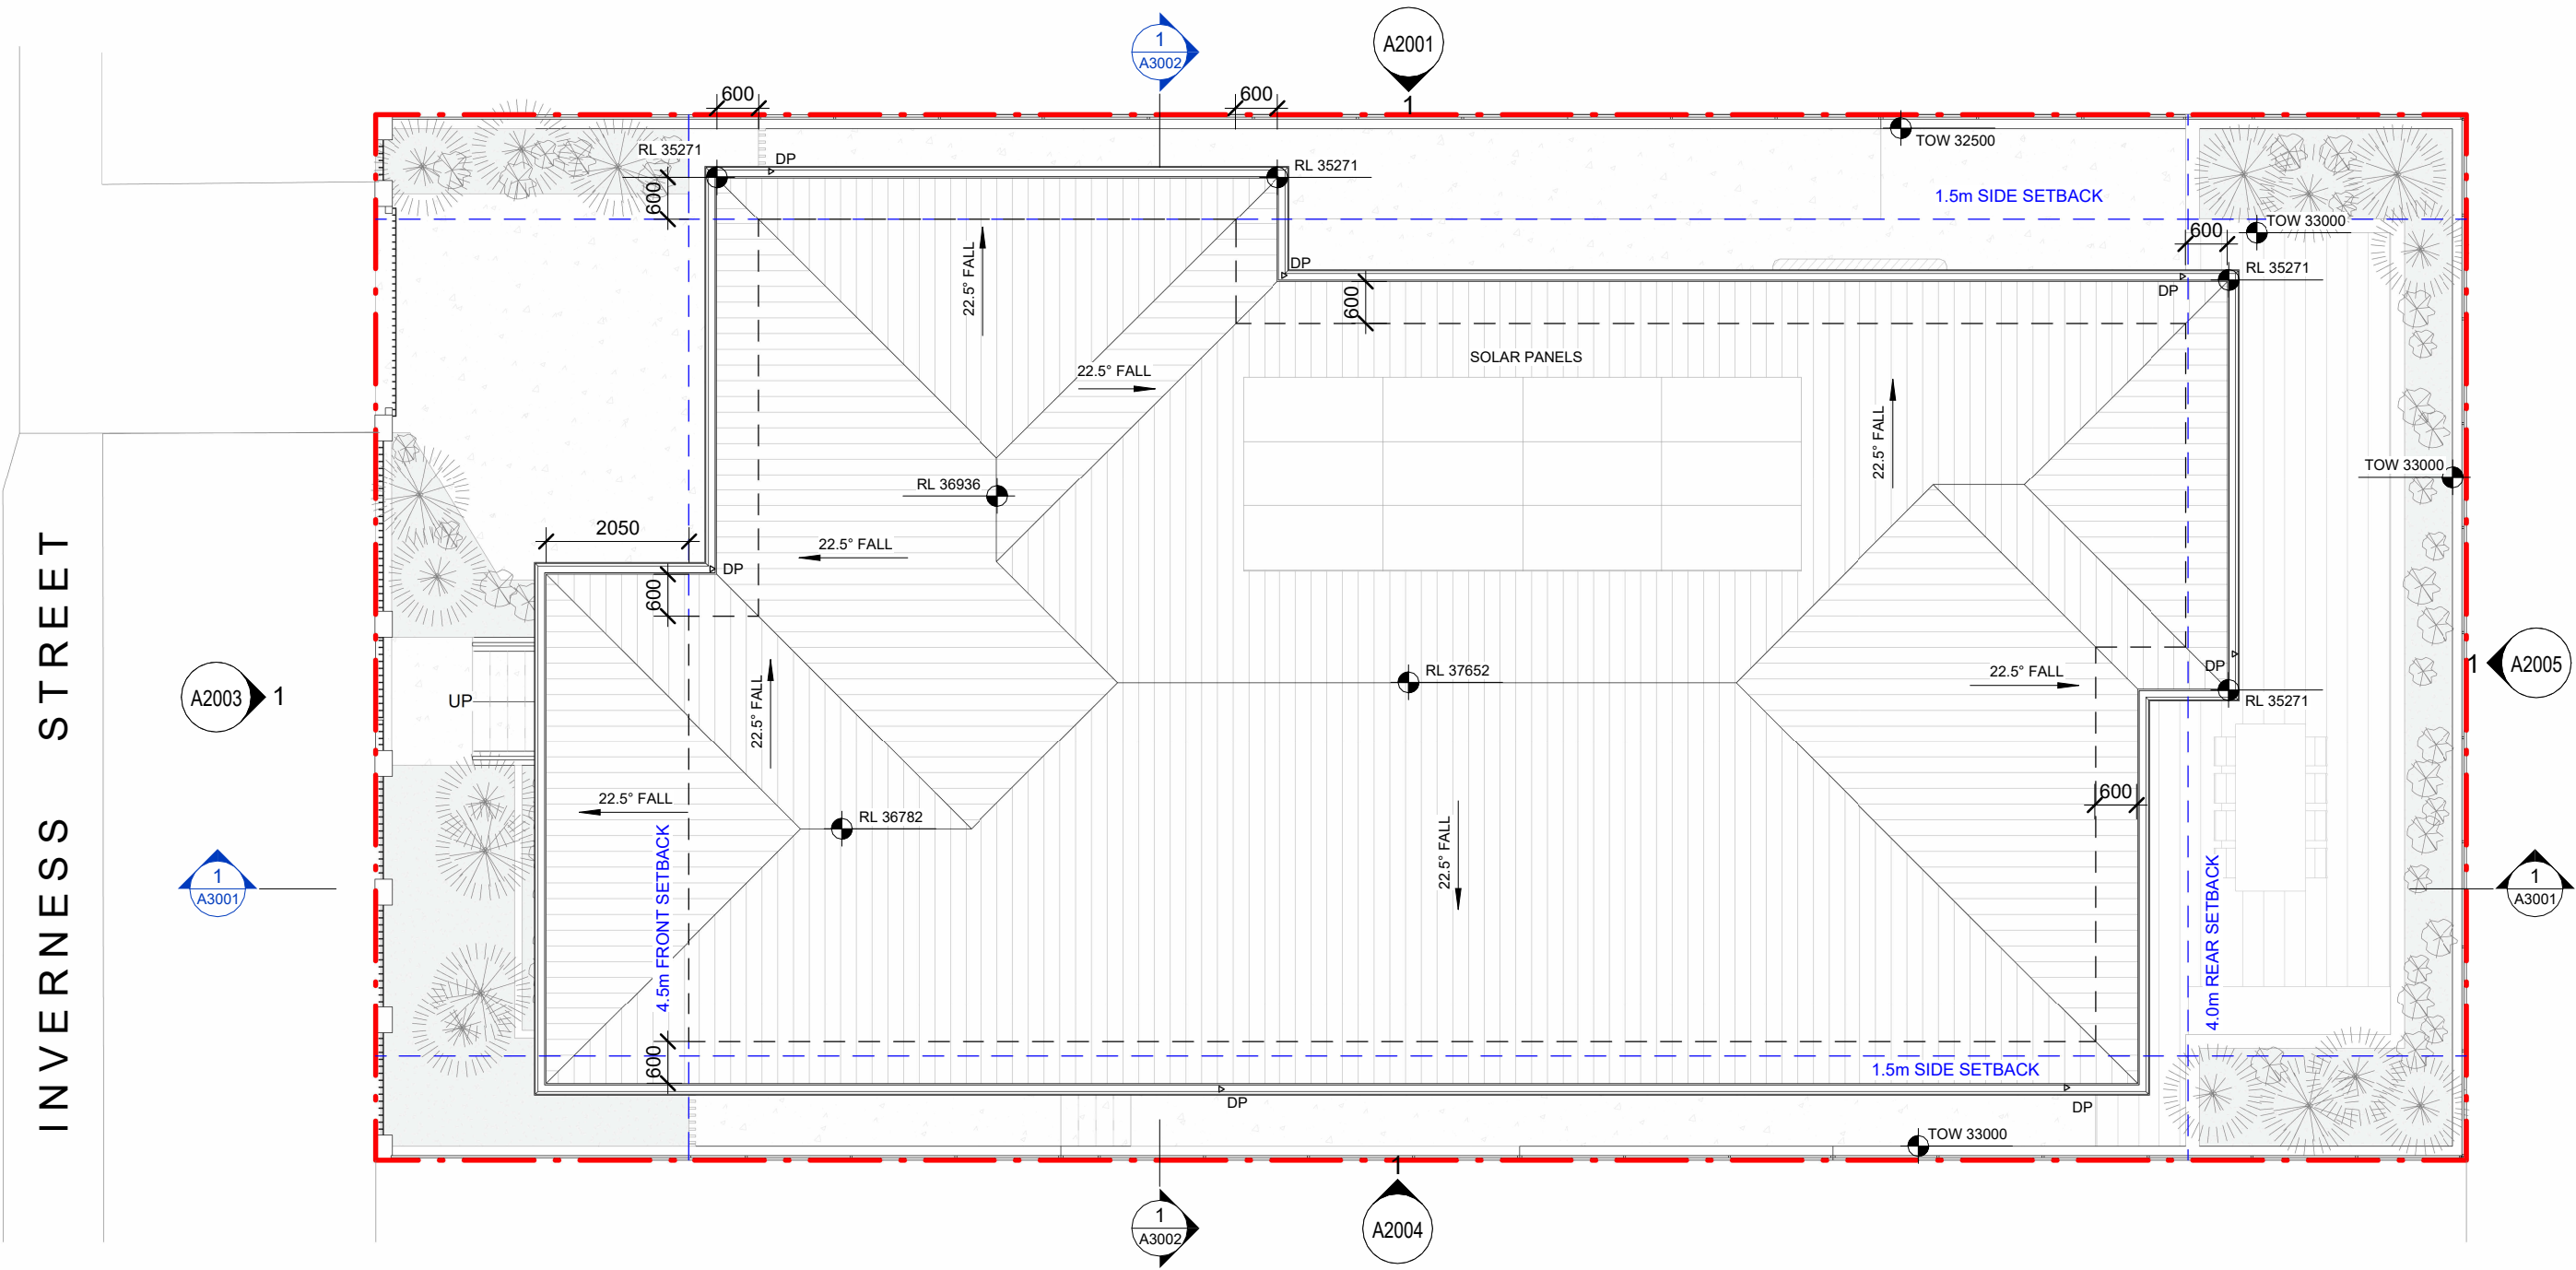 1
A3002
A2001
1
600
600
RL 35271
DP
RL 35271
TOW 32500
600
1.5m SIDE SETBACK
TOW 33000
600
22.5° FALL
DP
RL 35271
DP
600
SOLAR PANELS
22.5° FALL
22.5° FALL
TOW 33000
RL 36936
2050
22.5° FALL
DP
600
INVERNESS STREET
A2003
1
UP
22.5° FALL
RL 37652
22.5° FALL
DP
RL 35271
1
A2005
22.5° FALL
RL 36782
600
22.5° FALL
1
A3001
4.5m FRONT SETBACK
4.0m REAR SETBACK
1
A3001
600
1.5m SIDE SETBACK
DP
DP
TOW 33000
1
1
A3002
A2004